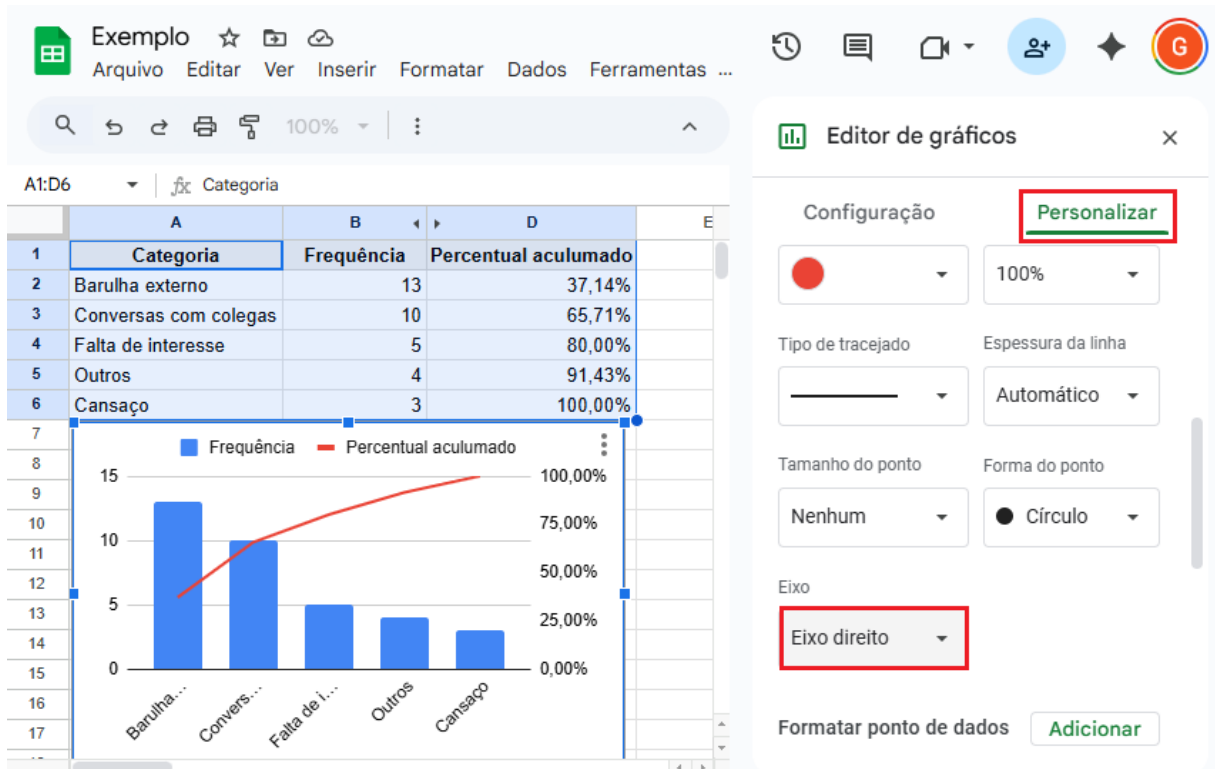 Exemplo
Arquivo Editar Ver Inserir Formatar Dados Ferramentas ...
G
100%
A1:D6
fx Categoria
A B D E
1 Categoria Frequência Percentual aculumado
2 Barulha externo 13 37,14%
3 Conversas com colegas 10 65,71%
4 Falta de interesse 5 80,00%
5 Outros 4 91,43%
6 Cansaço 3 100,00%
7
8
9
10
11
12
13
14
15
16
17
Frequência Percentual aculumado
15
10
5
0
100,00%
75,00%
50,00%
25,00%
0,00%
Barulha...
Convers...
Falta de i...
Outros
Cansaço
Editor de gráficos
Configuração Personalizar
100%
Tipo de tracejado Espessura da linha
Automático
Tamanho do ponto Forma do ponto
Nenhum Círculo
Eixo
Eixo direito
Formatar ponto de dados Adicionar